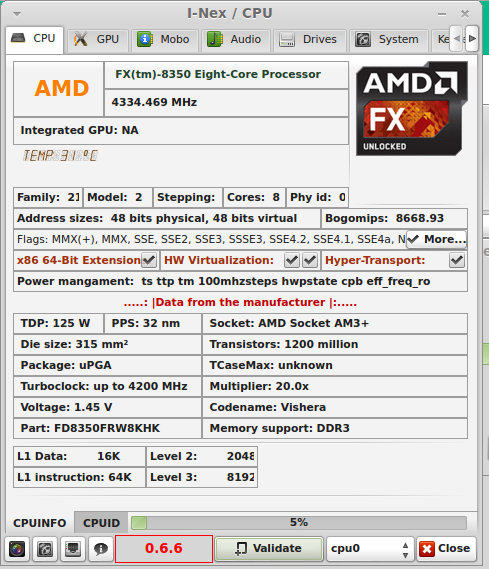 I-Nex / CPU
CPU GPU Mobo Audio Drives System
AMD
FX(tm)-8350 Eight-Core Processor
4334.469 MHz
Integrated GPU: NA
AMD
FX
UNLOCKED
TEMP: 31°C
Family: 21 Model: 2 Stepping: Cores: 8 Phy id: 0
Address sizes: 48 bits physical, 48 bits virtual Bogomips: 8668.93
Flags: MMX(+), MMX, SSE, SSE2, SSE3, SSSE3, SSE4.2, SSE4.1, SSE4a, N More...
x86 64-Bit Extension HW Virtualization: Hyper-Transport:
Power mangament: ts ttp tm 100mhzsteps hwpstate cpb eff_freq_ro
.....: |Data from the manufacturer |:.....
TDP: 125 W PPS: 32 nm Socket: AMD Socket AM3+
Die size: 315 mm² Transistors: 1200 million
Package: uPGA TCaseMax: unknown
Turboclock: up to 4200 MHz Multiplier: 20.0x
Voltage: 1.45 V Codename: Vishera
Part: FD8350FRW8KHK Memory support: DDR3
L1 Data: 16K Level 2: 2048
L1 instruction: 64K Level 3: 8192
CPUINFO CPUID 5%
0.6.6 Validate cpu0 Close